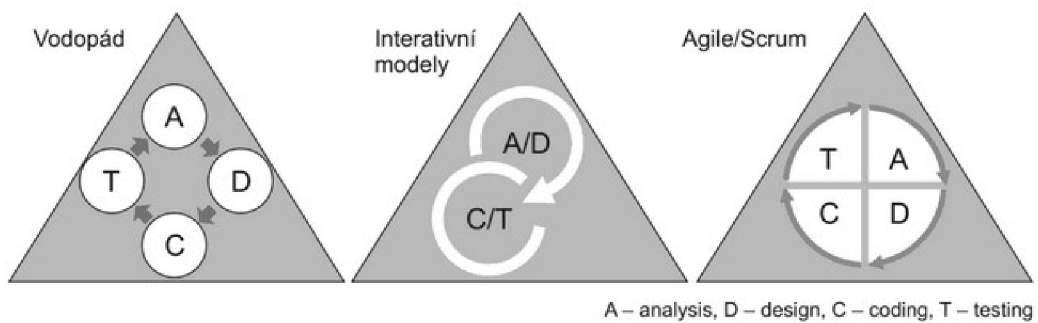 Vodopád
A
T
D
C
Interativní
modely
A/D
C/T
Agile/Scrum
T
A
C
D
A – analysis, D – design, C – coding, T – testing